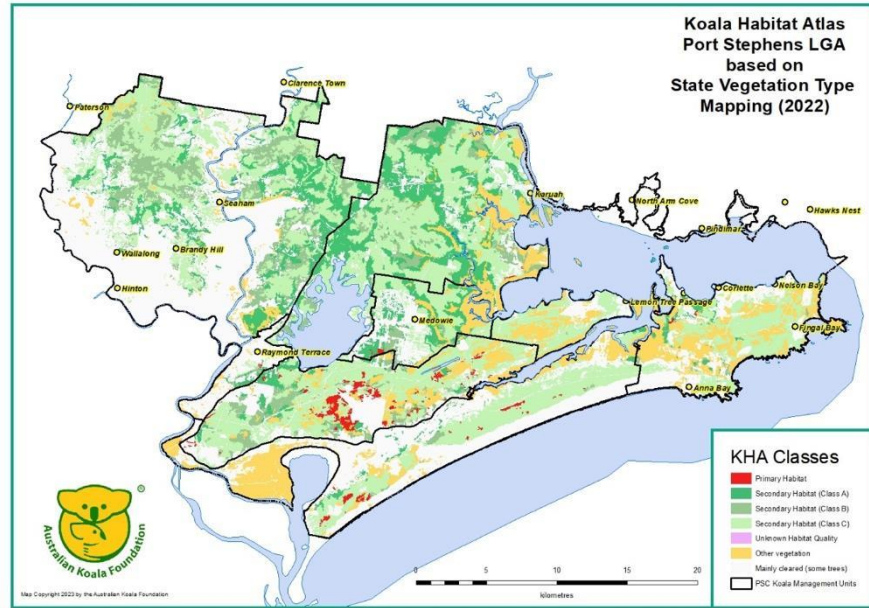 Koala Habitat Atlas
Port Stephens LGA
based on
State Vegetation Type
Mapping (2022)
Clarence Town
Paterson
Karuah
North Arm Cove
Seaham
Hawks Nest
Pindimar
Brandy Hill
Wallalong
Corlette
Nelson Bay
Hinton
Lemon Tree Passage
Medowie
Fingal Bay
Raymond Terrace
Anna Bay
KHA Classes
Primary Habitat
Secondary Habitat (Class A)
Secondary Habitat (Class B)
Secondary Habitat (Class C)
Unknown Habitat Quality
Other vegetation
Mainly cleared (some trees)
PSC Koala Management Units
®
Australian Koala Foundation
0 5 10 15 20
kilometres
Map Copyright 2023 by the Australian Koala Foundation